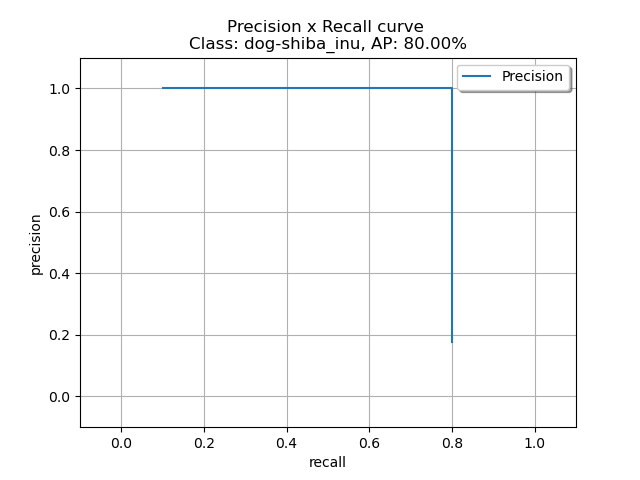 Precision x Recall curve
Class: dog-shiba_inu, AP: 80.00%
Precision
1.0
0.8
0.6
0.4
0.2
0.0
precision
0.0 0.2 0.4 0.6 0.8 1.0
recall